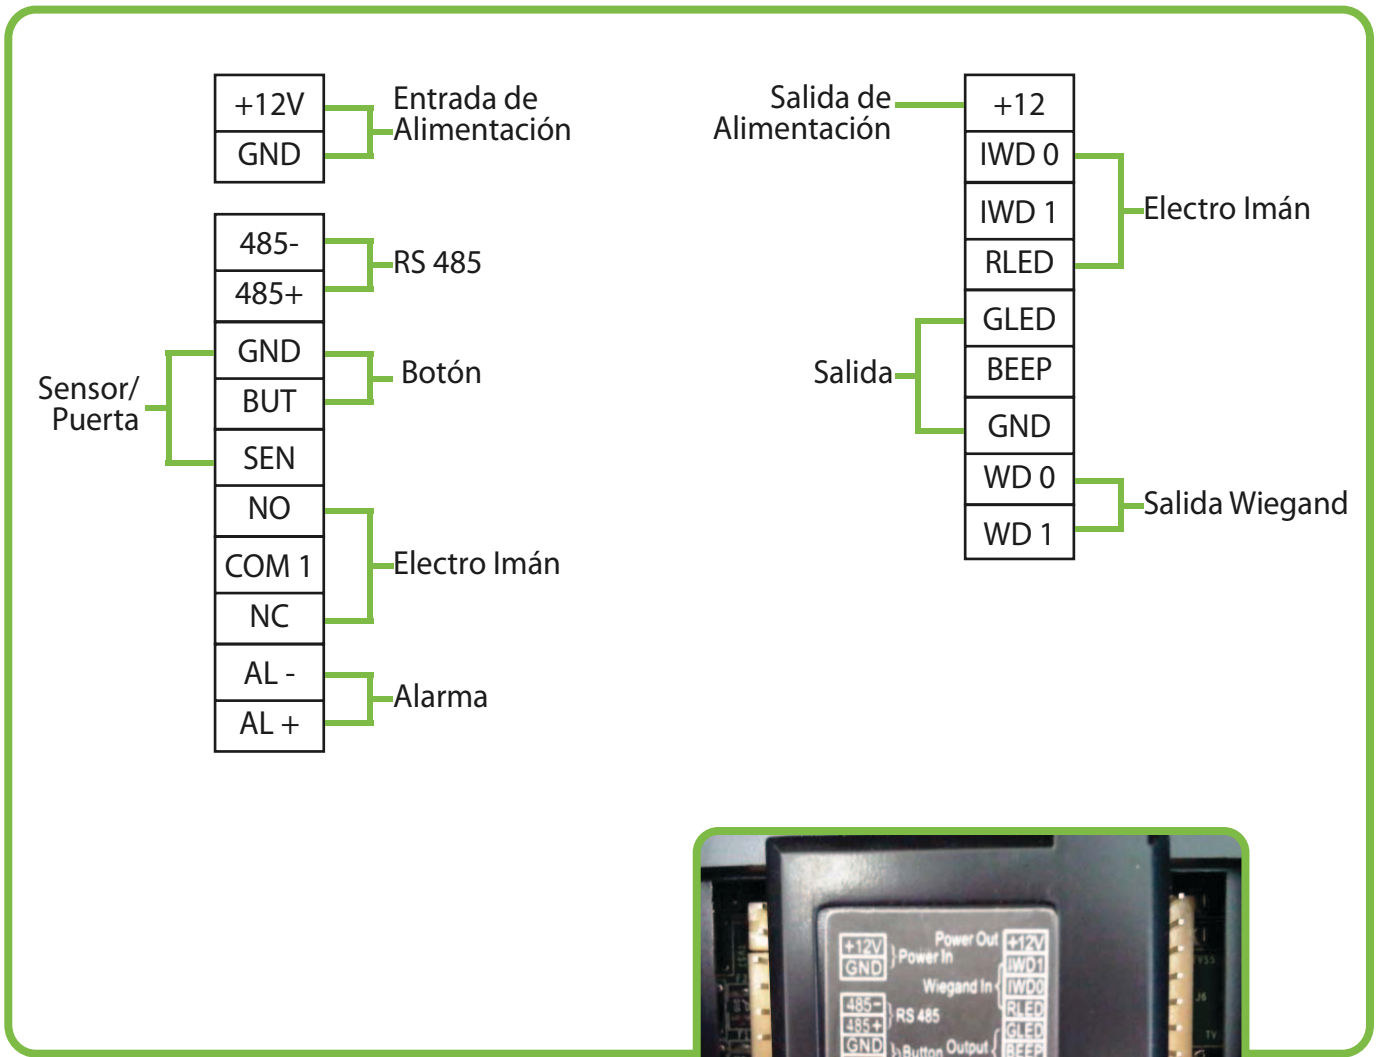 +12V
GND
Entrada de
Alimentación
485-
485+
RS 485
GND
BUT
Botón
Sensor/
Puerta
SEN
NO
COM 1
NC
Electro Imán
AL -
AL +
Alarma
Salida de
Alimentación
+12
IWD 0
IWD 1
RLED
Electro Imán
GLED
BEEP
GND
Salida
WD 0
WD 1
Salida Wiegand
+12V
GND
Power In
485-
485+
RS 485
GND
Button
Power Out
+12V
IWD1
IWD0
RLED
Wiegand In
GLED
BEEP
Output
J6
TV